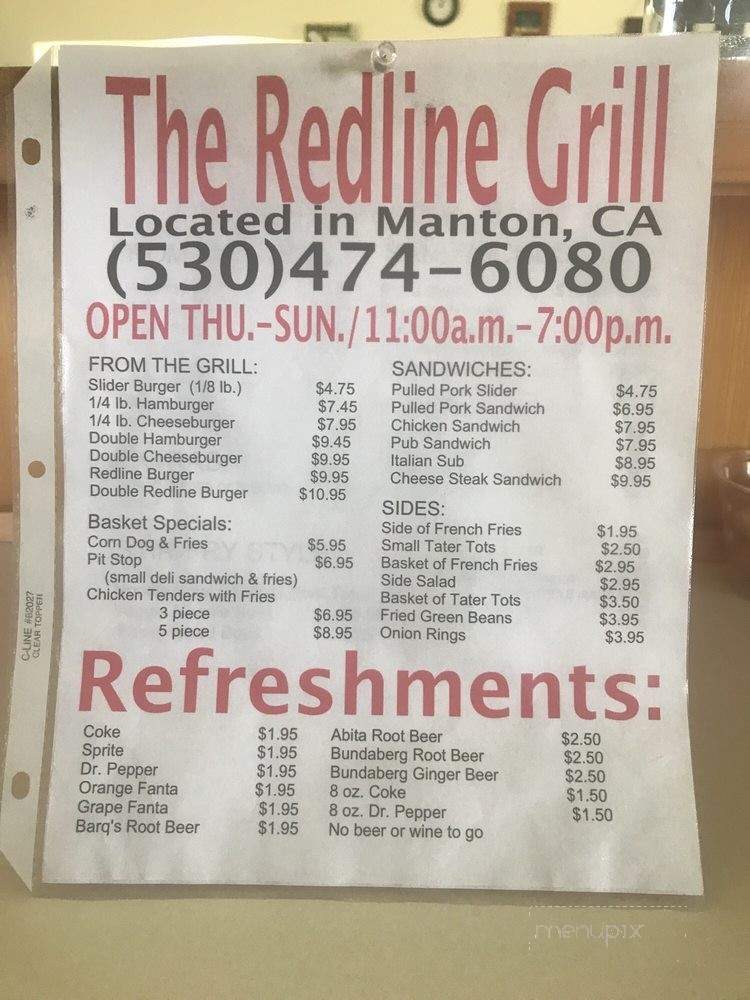 The Redline Grill
Located in Manton, CA
(530)474-6080
OPEN THU.-SUN./11:00a.m.-7:00p.m.
FROM THE GRILL:
Slider Burger (1/8 lb.) $4.75
1/4 lb. Hamburger $7.45
1/4 lb. Cheeseburger $7.95
Double Hamburger $9.45
Double Cheeseburger $9.95
Redline Burger $9.95
Double Redline Burger $10.95
Basket Specials:
Corn Dog & Fries $5.95
Pit Stop $6.95
(small deli sandwich & fries)
Chicken Tenders with Fries
3 piece $6.95
5 piece $8.95
SANDWICHES:
Pulled Pork Slider $4.75
Pulled Pork Sandwich $6.95
Chicken Sandwich $7.95
Pub Sandwich $7.95
Italian Sub $8.95
Cheese Steak Sandwich $9.95
SIDES:
Side of French Fries $1.95
Small Tater Tots $2.50
Basket of French Fries $2.95
Side Salad $2.95
Basket of Tater Tots $3.50
Fried Green Beans $3.95
Onion Rings $3.95
Refreshments:
Coke $1.95
Sprite $1.95
Dr. Pepper $1.95
Orange Fanta $1.95
Grape Fanta $1.95
Barq's Root Beer $1.95
Abita Root Beer $2.50
Bundaberg Root Beer $2.50
Bundaberg Ginger Beer $2.50
8 oz. Coke $1.50
8 oz. Dr. Pepper $1.50
No beer or wine to go
C-LINE #62027
CLEAR TOPPER
menupix